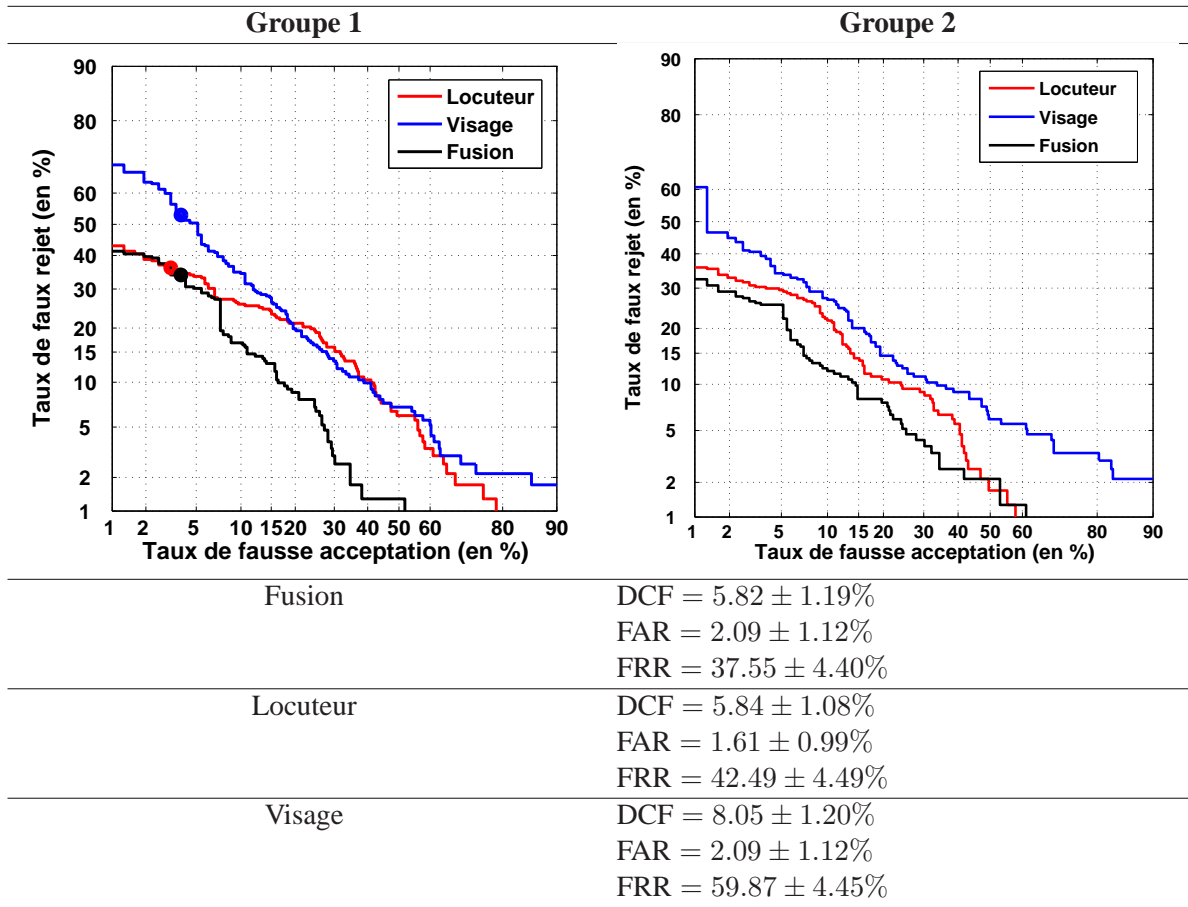 Groupe 1
Groupe 2
90
80
60
50
40
30
20
15
10
5
2
1
Taux de faux rejet (en %)
Locuteur
Visage
Fusion
1 2 5 10 15 20 30 40 50 60 80 90
Taux de fausse acceptation (en %)
90
80
60
50
40
30
20
15
10
5
2
1
Taux de faux rejet (en %)
Locuteur
Visage
Fusion
1 2 5 10 15 20 30 40 50 60 80 90
Taux de fausse acceptation (en %)
Fusion
DCF = 5.82 ± 1.19%
FAR = 2.09 ± 1.12%
FRR = 37.55 ± 4.40%
Locuteur
DCF = 5.84 ± 1.08%
FAR = 1.61 ± 0.99%
FRR = 42.49 ± 4.49%
Visage
DCF = 8.05 ± 1.20%
FAR = 2.09 ± 1.12%
FRR = 59.87 ± 4.45%